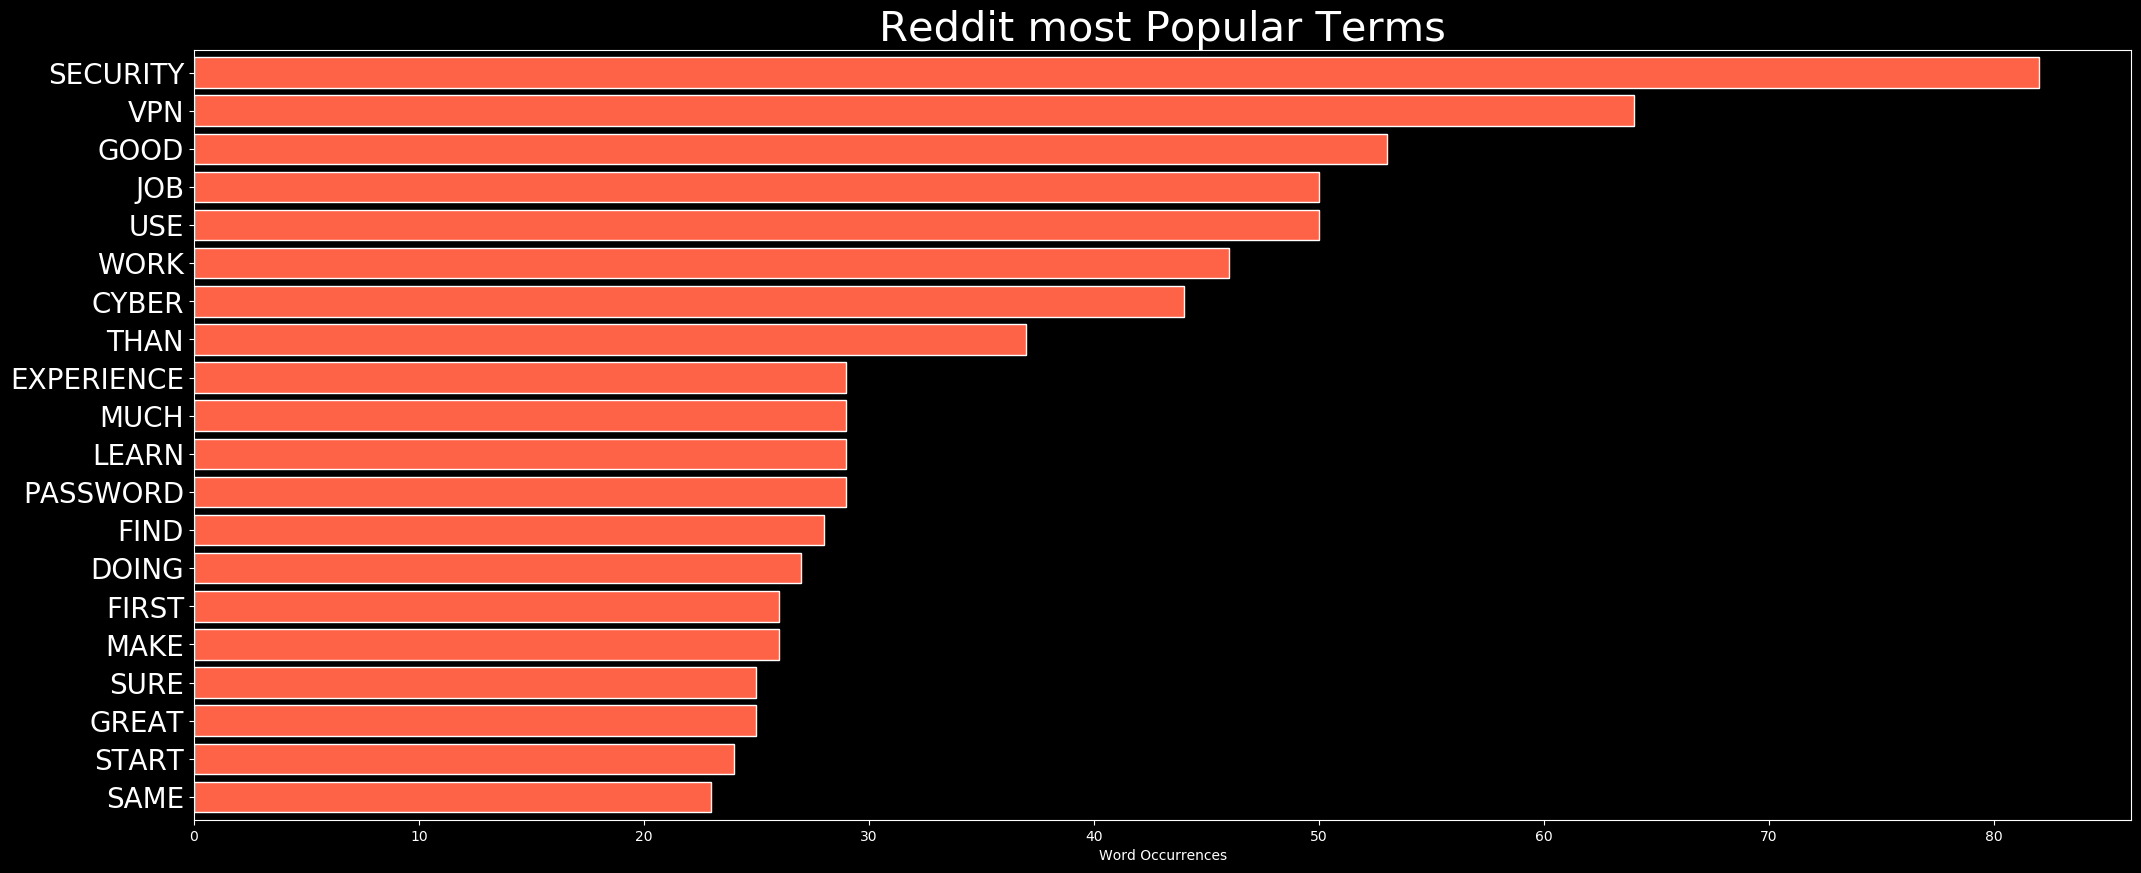 Reddit most Popular Terms
SECURITY
VPN
GOOD
JOB
USE
WORK
CYBER
THAN
EXPERIENCE
MUCH
LEARN
PASSWORD
FIND
DOING
FIRST
MAKE
SURE
GREAT
START
SAME
0 10 20 30 40 50 60 70 80
Word Occurrences